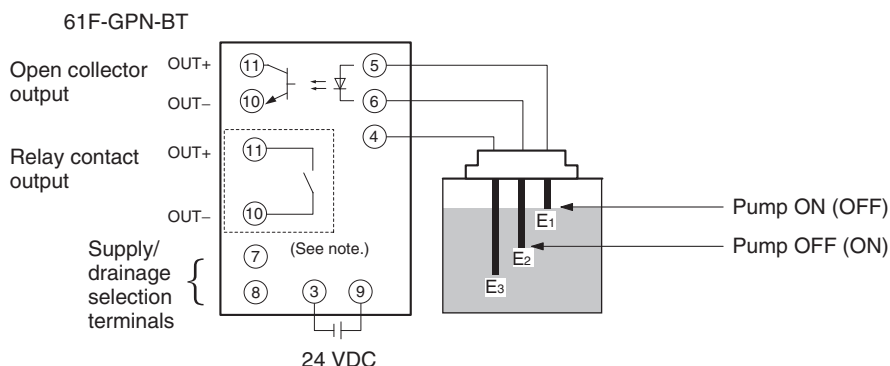 61F-GPN-BT
Open collector
output
OUT+
OUT−
11
10
5
6
4
Relay contact
output
OUT+
OUT−
11
10
Supply/
drainage
selection
terminals
7
8
(See note.)
3
9
24 VDC
E1
E2
E3
Pump ON (OFF)
Pump OFF (ON)